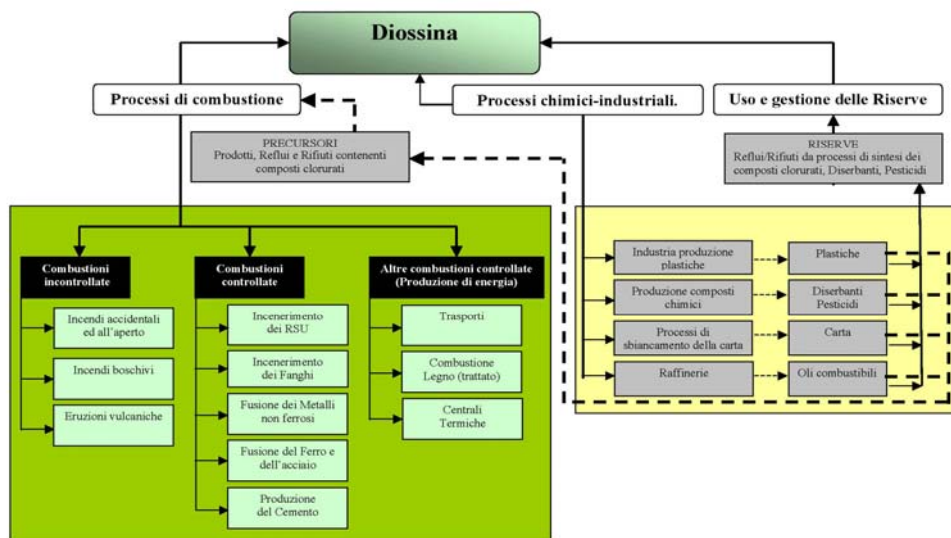 Diossina
Processi di combustione
Processi chimici-industriali.
Uso e gestione delle Riserve
PRECURSORI
Prodotti, Reflui e Rifiuti contenenti
composti clorurati
RISERVE
Reflui/Rifiuti da processi di sintesi dei
composti clorurati, Diserbanti, Pesticidi
Combustioni
incontrollate
Incendi accidentali
ed all'aperto
Incendi boschivi
Eruzioni vulcaniche
Combustioni
controllate
Incenerimento
dei RSU
Incenerimento
dei Fanghi
Fusione dei Metalli
non ferrosi
Fusione del Ferro e
dell'acciaio
Produzione
del Cemento
Altre combustioni controllate
(Produzione di energia)
Trasporti
Combustione
Legno (trattato)
Centrali
Termiche
Industria produzione
plastiche
Plastiche
Produzione composti
chimici
Diserbanti
Pesticidi
Processi di
sbiancamento della carta
Carta
Raffinerie
Oli combustibili